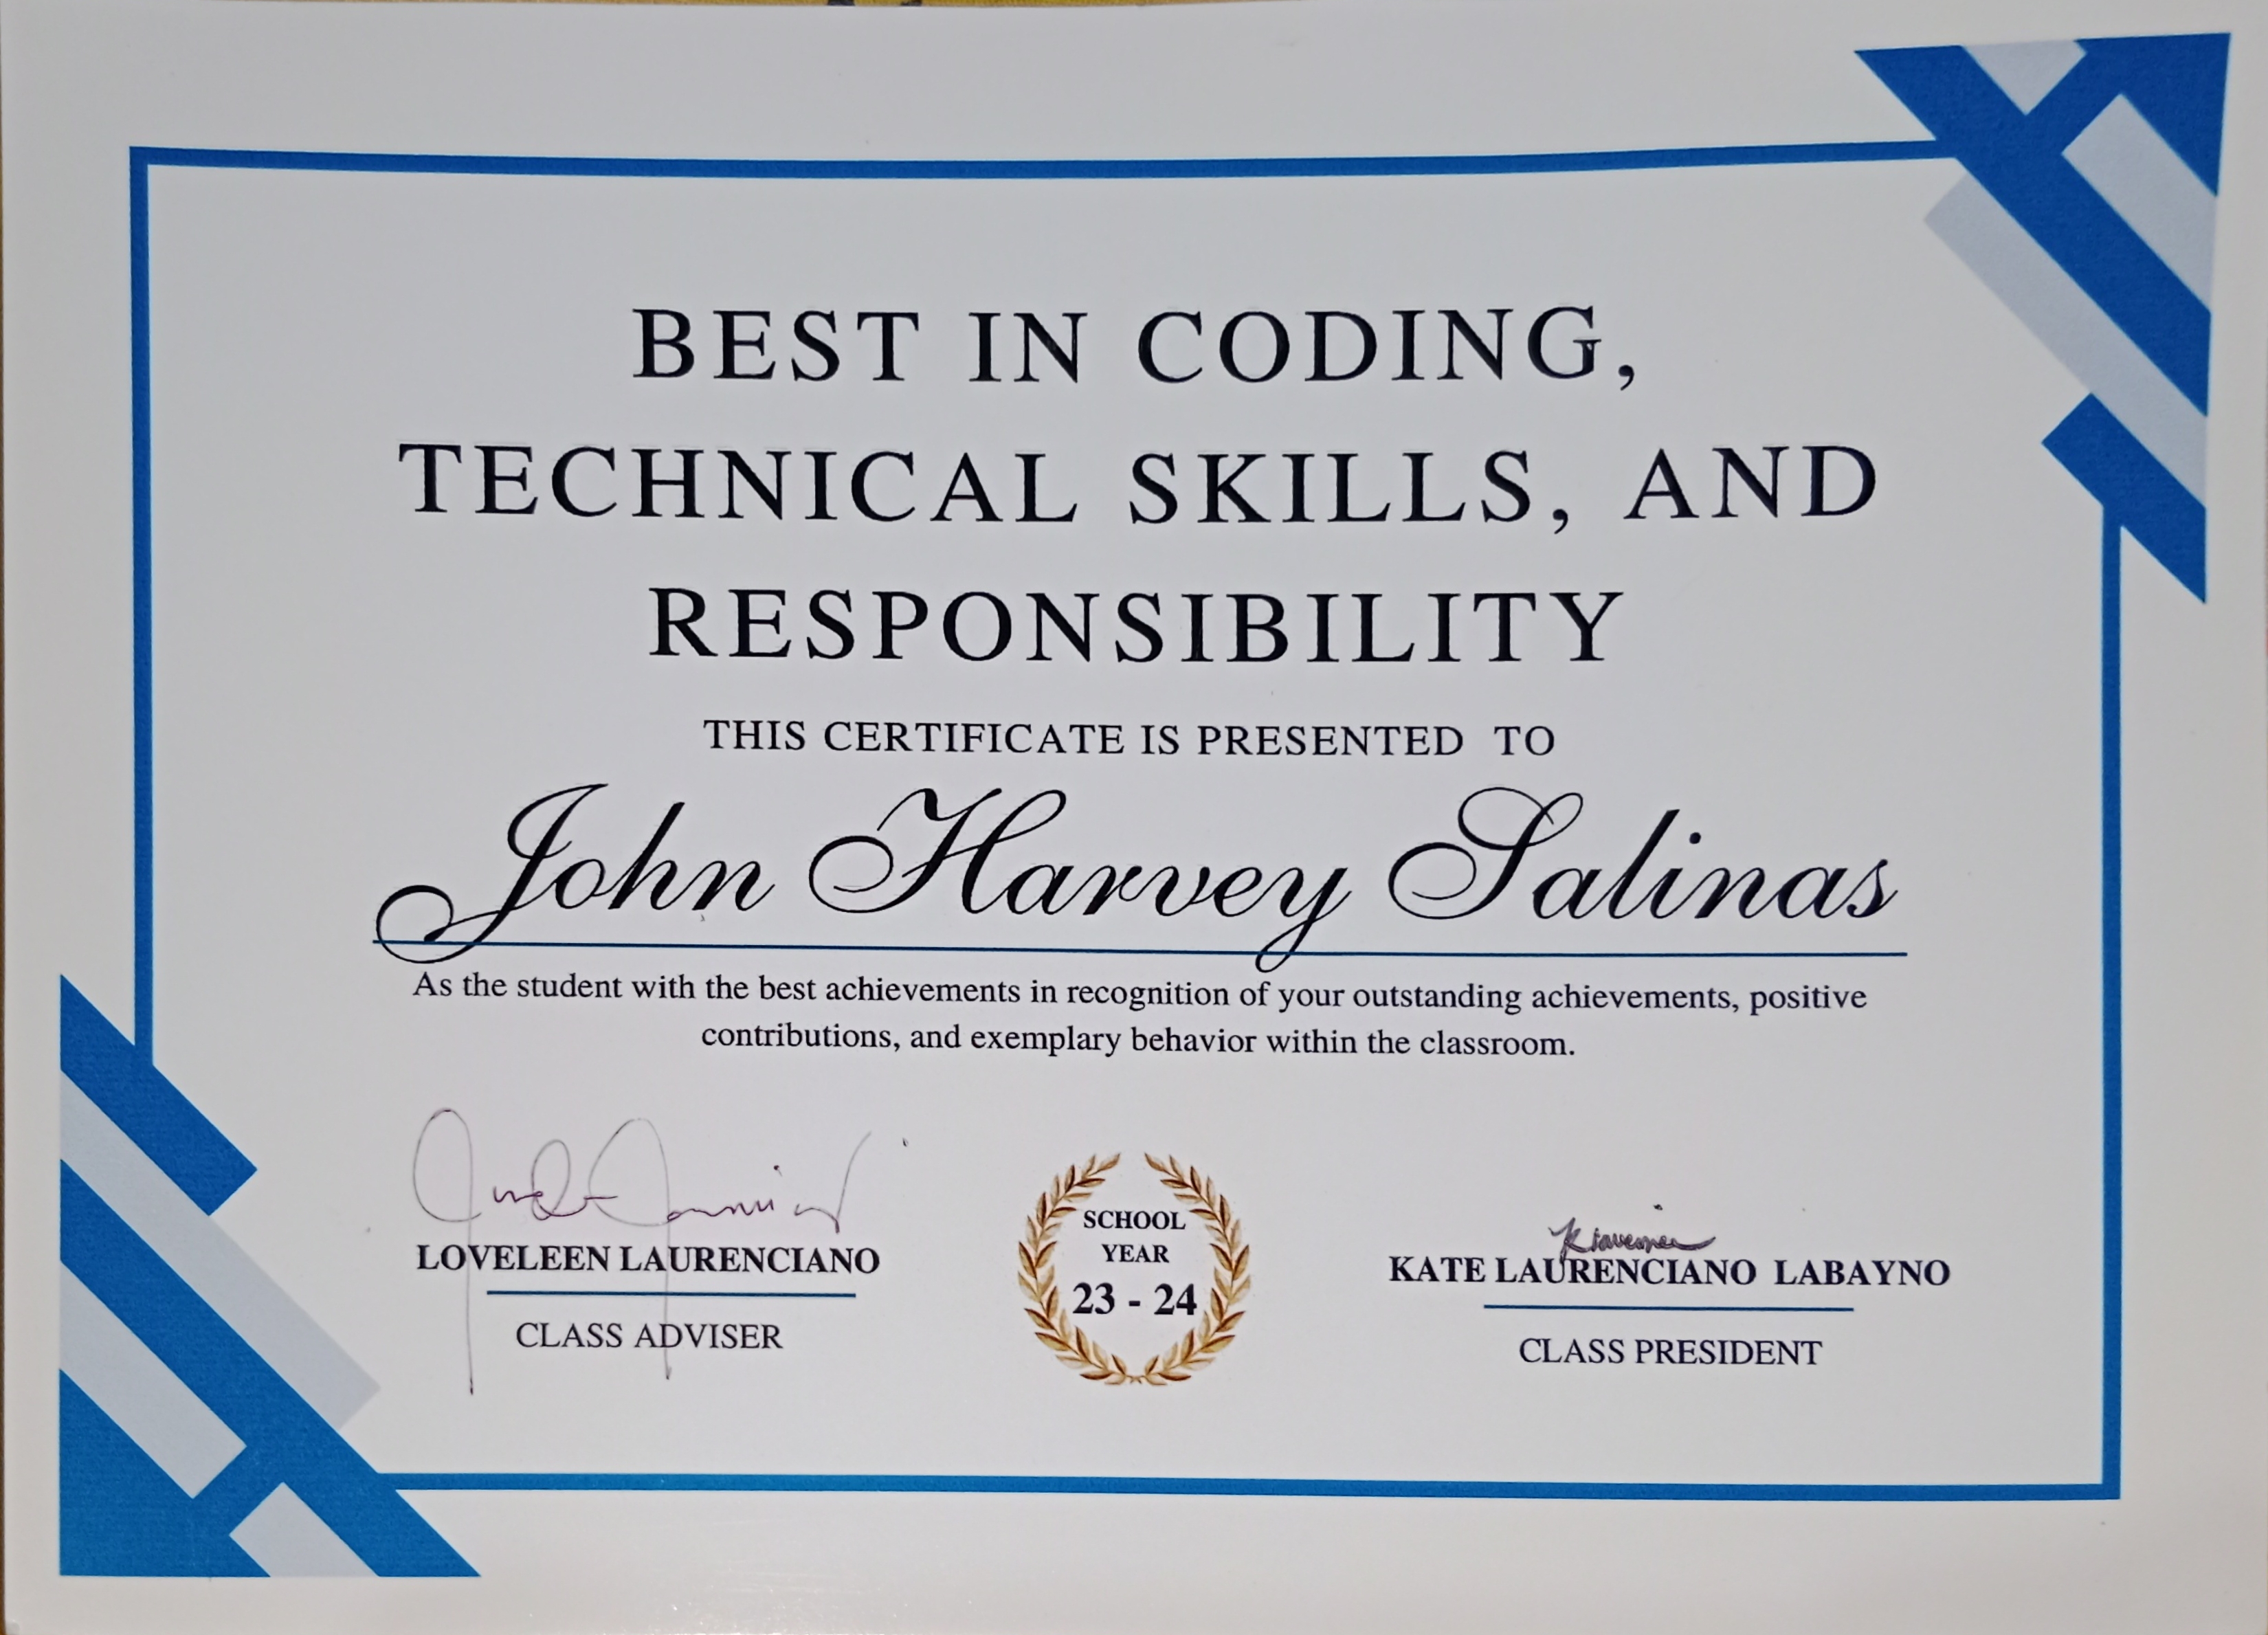 BEST IN CODING,
TECHNICAL SKILLS, AND
RESPONSIBILITY
THIS CERTIFICATE IS PRESENTED TO
John Harvey Salinas
As the student with the best achievements in recognition of your outstanding achievements, positive
contributions, and exemplary behavior within the classroom.
LOVELEEN LAURENCIANO
CLASS ADVISER
SCHOOL
YEAR
23 - 24
KATE LAURENCIANO LABAYNO
CLASS PRESIDENT